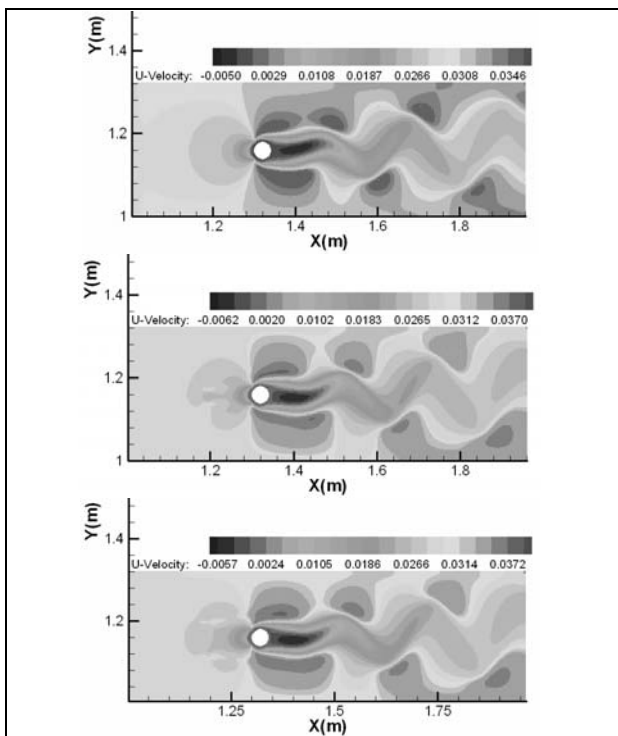 Y(m)
1.4
U-Velocity: -0.0050 0.0029 0.0108 0.0187 0.0266 0.0308 0.0346
1.2
1
1.2 1.4 1.6 1.8
X(m)
Y(m)
1.4
U-Velocity: -0.0062 0.0020 0.0102 0.0183 0.0265 0.0312 0.0370
1.2
1
1.2 1.4 1.6 1.8
X(m)
Y(m)
1.4
U-Velocity: -0.0057 0.0024 0.0105 0.0186 0.0266 0.0314 0.0372
1.2
1.25 1.5 1.75
X(m)